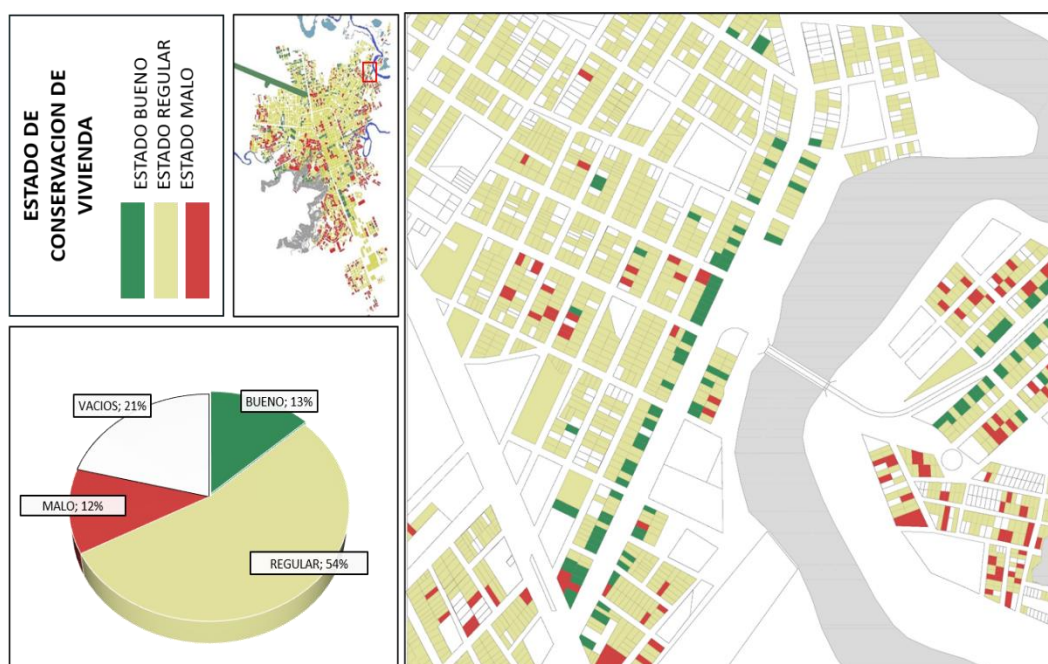 ESTADO DE
CONSERVACION DE
VIVIENDA
ESTADO BUENO
ESTADO REGULAR
ESTADO MALO
VACIOS; 21%
BUENO; 13%
MALO; 12%
REGULAR; 54%